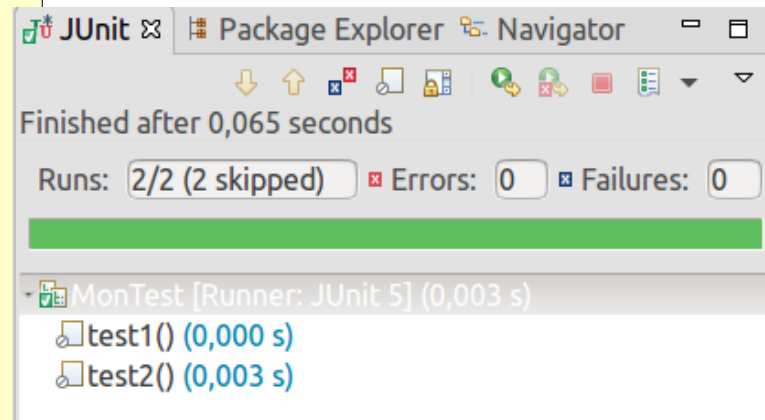 JUnit Package Explorer Navigator
Finished after 0,065 seconds
Runs: 2/2 (2 skipped) Errors: 0 Failures: 0
MonTest [Runner: JUnit 5] (0,003 s)
test1() (0,000 s)
test2() (0,003 s)